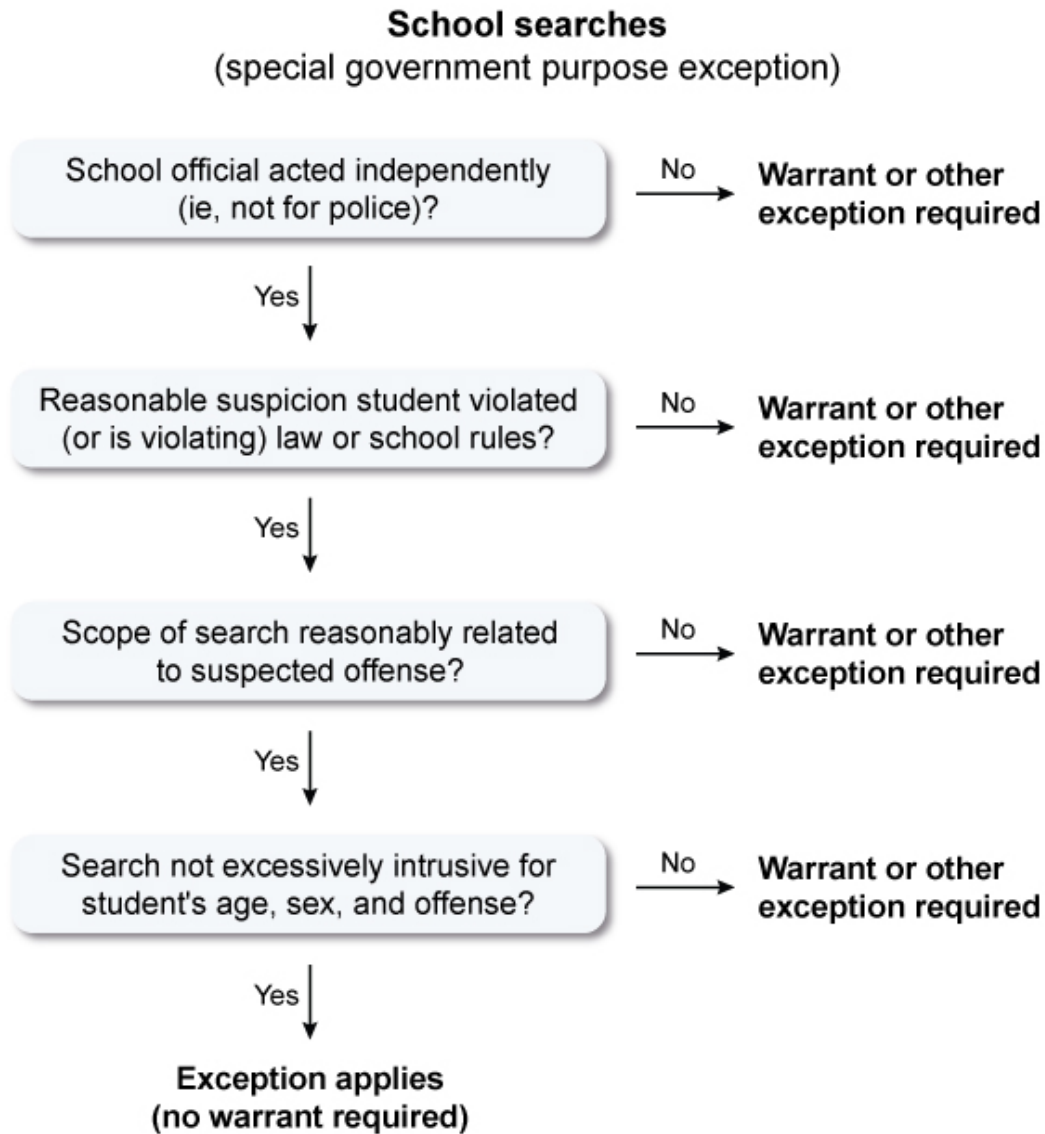 School searches
(special government purpose exception)
School official acted independently
(ie, not for police)?
No
Warrant or other
exception required
Yes
Reasonable suspicion student violated
(or is violating) law or school rules?
No
Warrant or other
exception required
Yes
Scope of search reasonably related
to suspected offense?
No
Warrant or other
exception required
Yes
Search not excessively intrusive for
student's age, sex, and offense?
No
Warrant or other
exception required
Yes
Exception applies
(no warrant required)